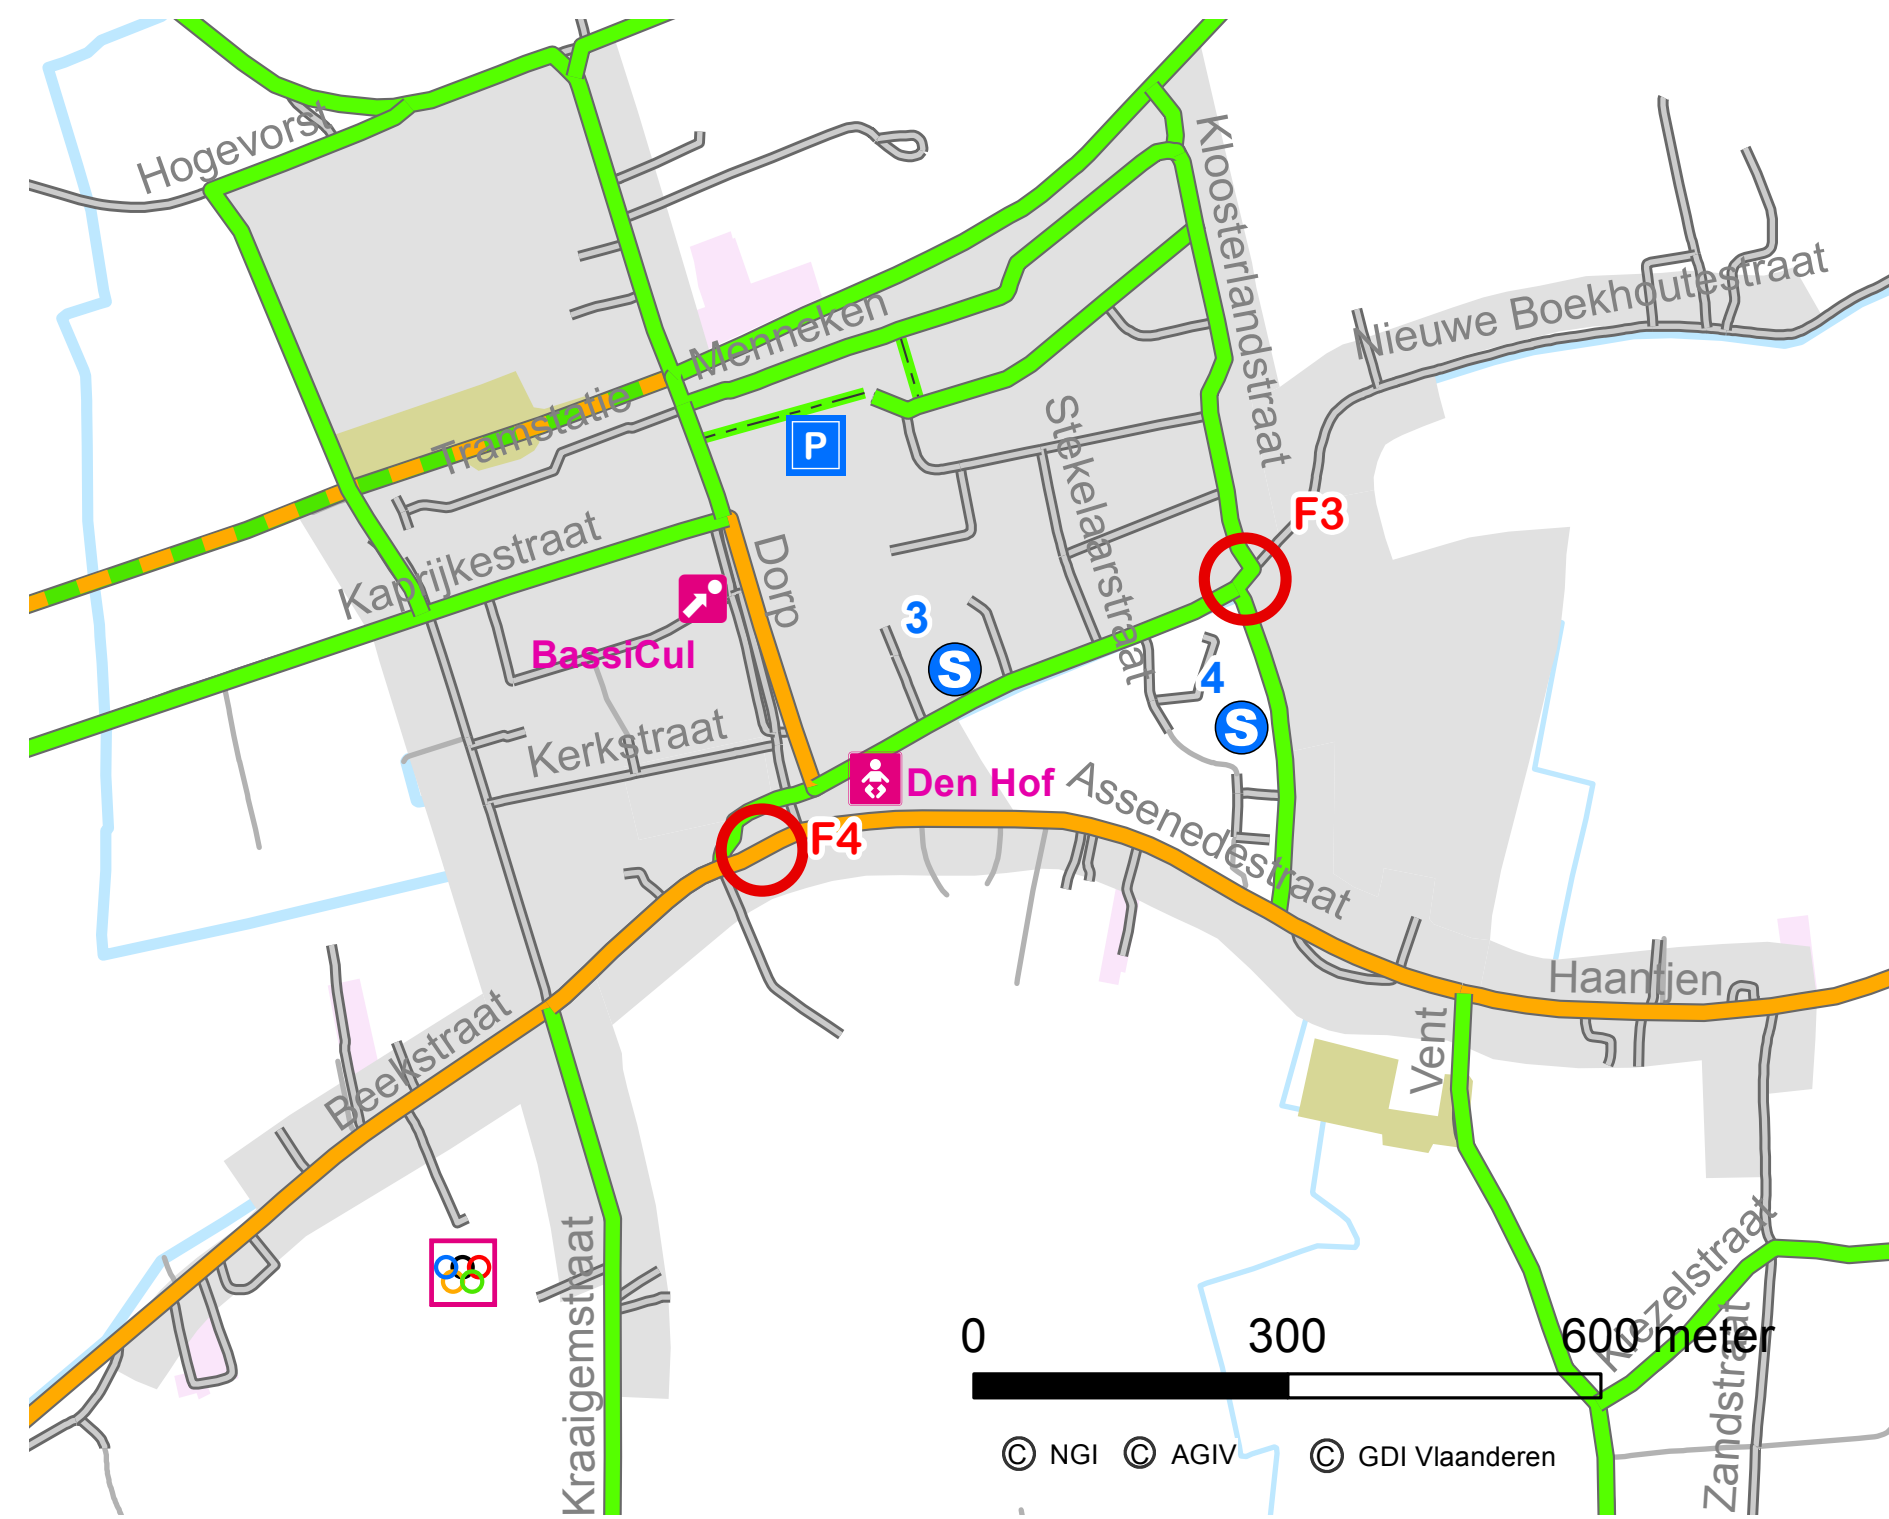 Hogevorst
Kloosterlandstraat
Nieuwe Boekhoutestraat
Menneken
Tramstatie
P
Stekelaarstraat
F3
Kaprijkestraat
Dorp
3
BassiCul
S
4
S
Kerkstraat
Den Hof
Assenedestraat
F4
Haantjen
Beekstraat
Vent
Kraaigemstraat
Kiezelstraat
Zandstraat
0 300 600 meter
© NGI © AGIV © GDI Vlaanderen